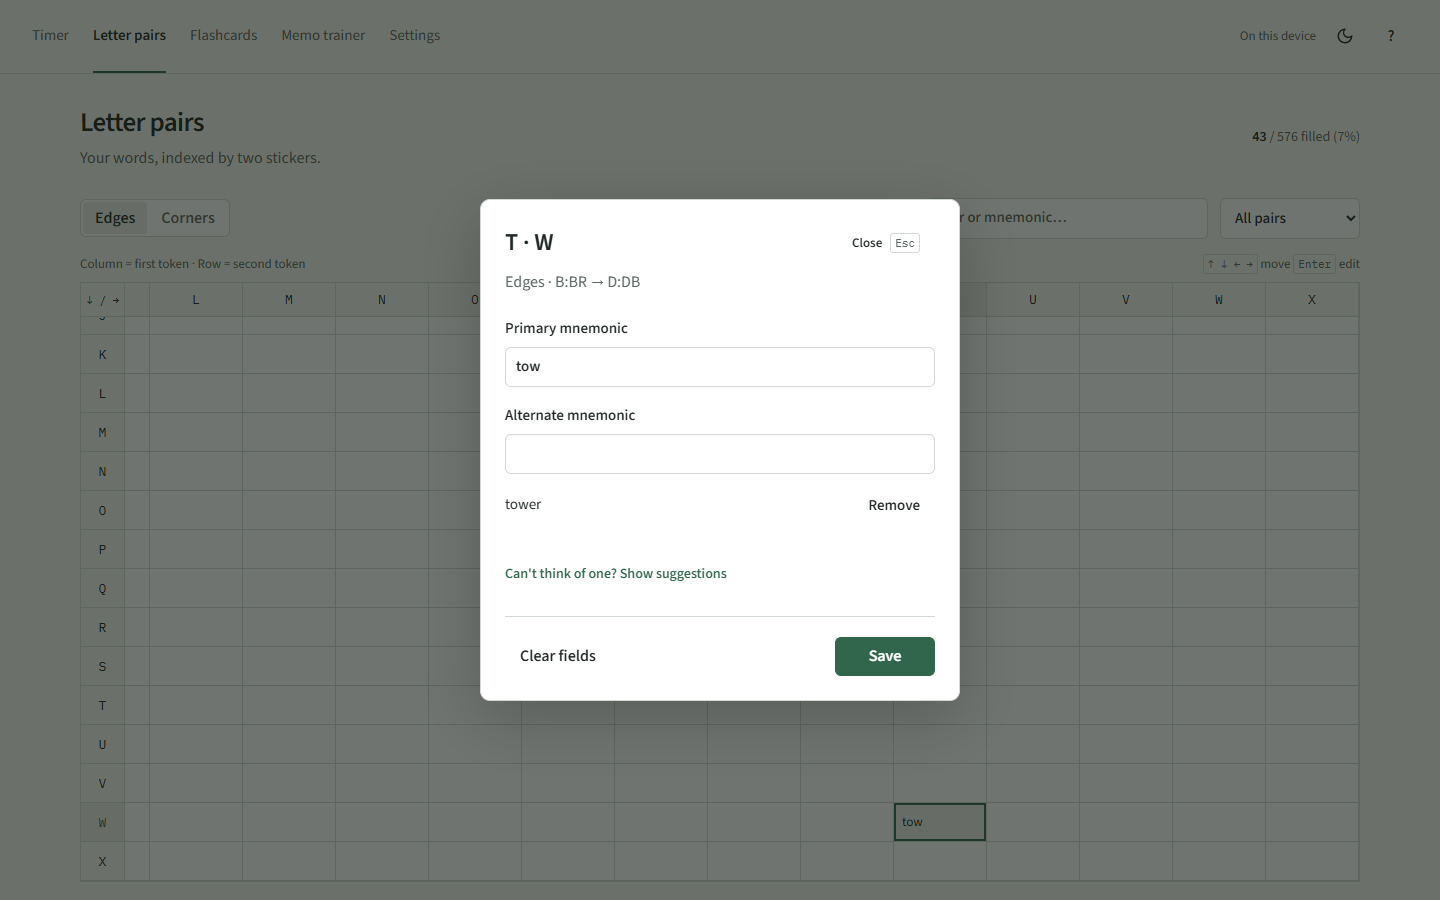 Timer Letter pairs Flashcards Memo trainer Settings On this device ?
Letter pairs
43 / 576 filled (7%)
Your words, indexed by two stickers.
Edges Corners r or mnemonic… All pairs
Column = first token · Row = second token ↑ ↓ ← → move Enter edit
↓ / → L M N O U V W X
K
L
M
N
O
P
Q
R
S
T
U
V
W tow
X
T · W
Close Esc
Edges · B:BR → D:DB
Primary mnemonic
tow
Alternate mnemonic
tower Remove
Can't think of one? Show suggestions
Clear fields Save